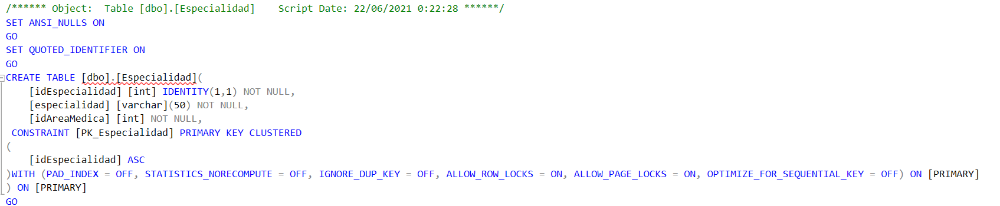 /****** Object:  Table [dbo].[Especialidad]    Script Date: 22/06/2021 0:22:28 ******/
SET ANSI_NULLS ON
GO
SET QUOTED_IDENTIFIER ON
GO
CREATE TABLE [dbo].[Especialidad](
    [idEspecialidad] [int] IDENTITY(1,1) NOT NULL,
    [especialidad] [varchar](50) NOT NULL,
    [idAreaMedica] [int] NOT NULL,
 CONSTRAINT [PK_Especialidad] PRIMARY KEY CLUSTERED
(
    [idEspecialidad] ASC
)WITH (PAD_INDEX = OFF, STATISTICS_NORECOMPUTE = OFF, IGNORE_DUP_KEY = OFF, ALLOW_ROW_LOCKS = ON, ALLOW_PAGE_LOCKS = ON, OPTIMIZE_FOR_SEQUENTIAL_KEY = OFF) ON [PRIMARY]
) ON [PRIMARY]
GO